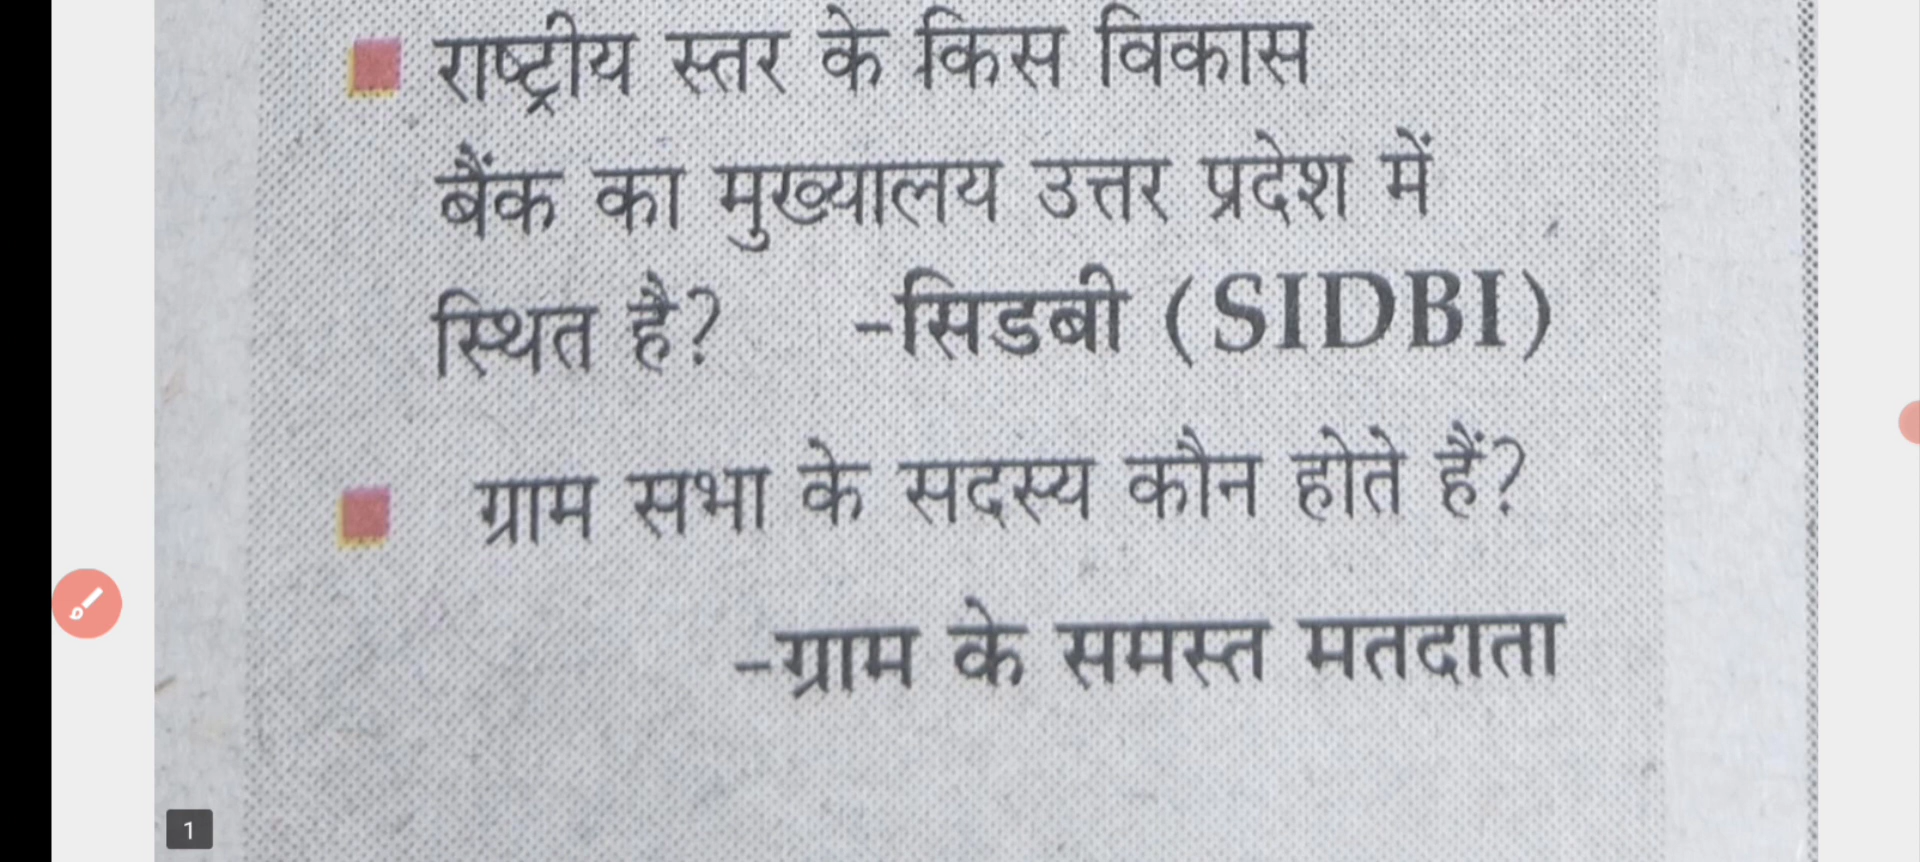 राष्ट्रीय स्तर के किस विकास
बैंक का मुख्यालय उत्तर प्रदेश में
स्थित है? -सिडबी (SIDBI)
ग्राम सभा के सदस्य कौन होते हैं?
-ग्राम के समस्त मतदाता
1